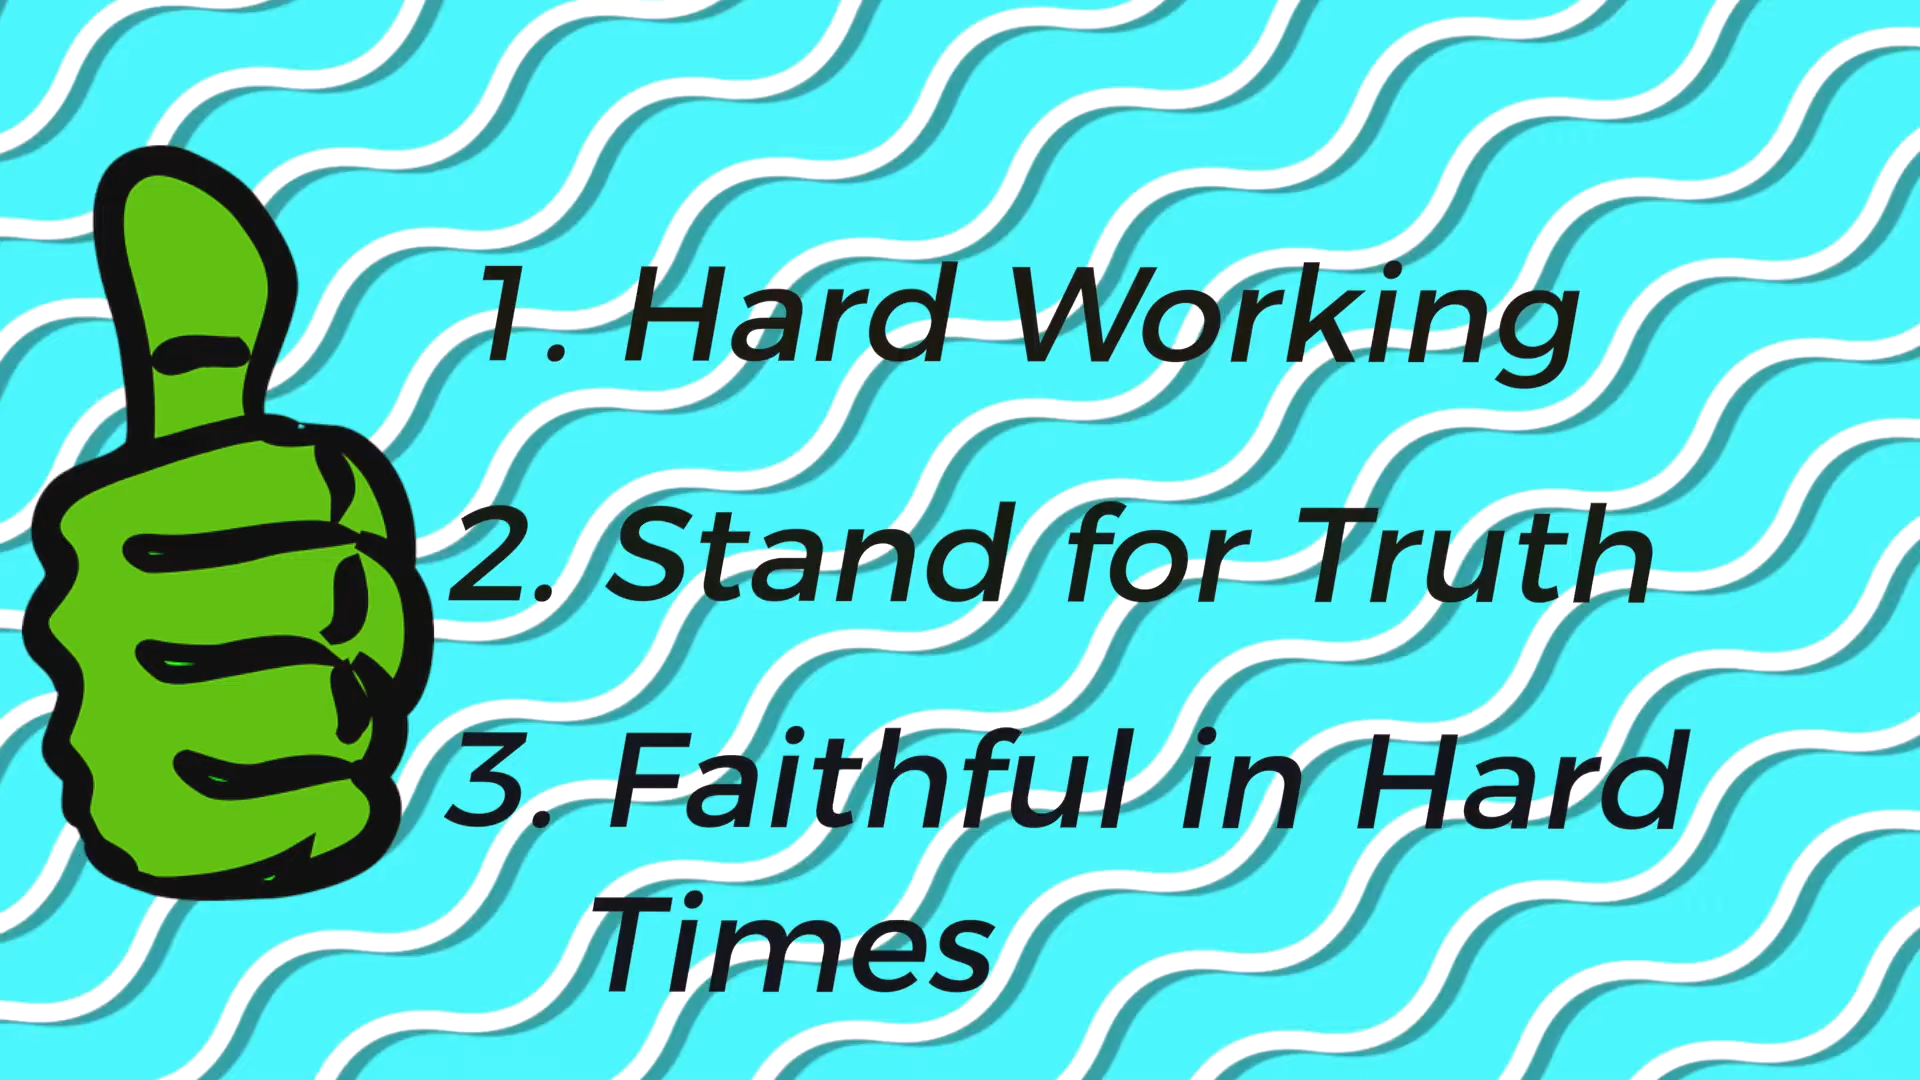 1. Hard Working
2. Stand for Truth
3. Faithful in Hard
Times